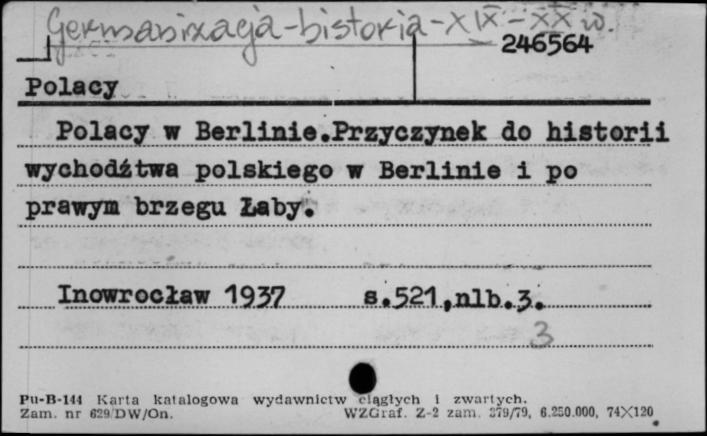 Germanizacja-historia-XIX-XX w.
246564
Polacy
Polacy w Berlinie.Przyczynek do historii
wychodźtwa polskiego w Berlinie i po
prawym brzegu Łaby.
Inowrocław 1937 s.521,nlb.3.
3
Pu-B-144 Karta katalogowa wydawnictw ciągłych i zwartych.
Zam. nr 629/DW/On. WZGraf. Z-2 zam. 379/79, 6.250.000, 74×120